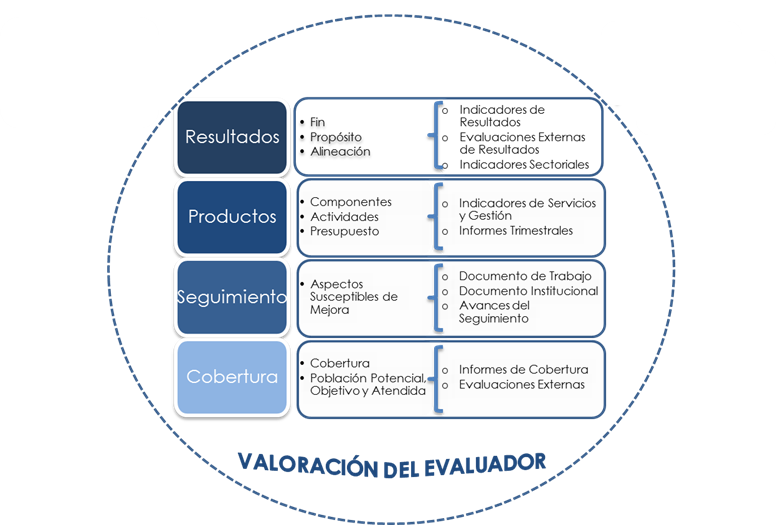 Resultados
• Fin
• Propósito
• Alineación
o Indicadores de
Resultados
o Evaluaciones Externas
de Resultados
o Indicadores Sectoriales
Productos
• Componentes
• Actividades
• Presupuesto
o Indicadores de Servicios
y Gestión
o Informes Trimestrales
Seguimiento
• Aspectos
Susceptibles de
Mejora
o Documento de Trabajo
o Documento Institucional
o Avances del
Seguimiento
Cobertura
• Cobertura
• Población Potencial,
Objetivo y Atendida
o Informes de Cobertura
o Evaluaciones Externas
VALORACIÓN DEL EVALUADOR